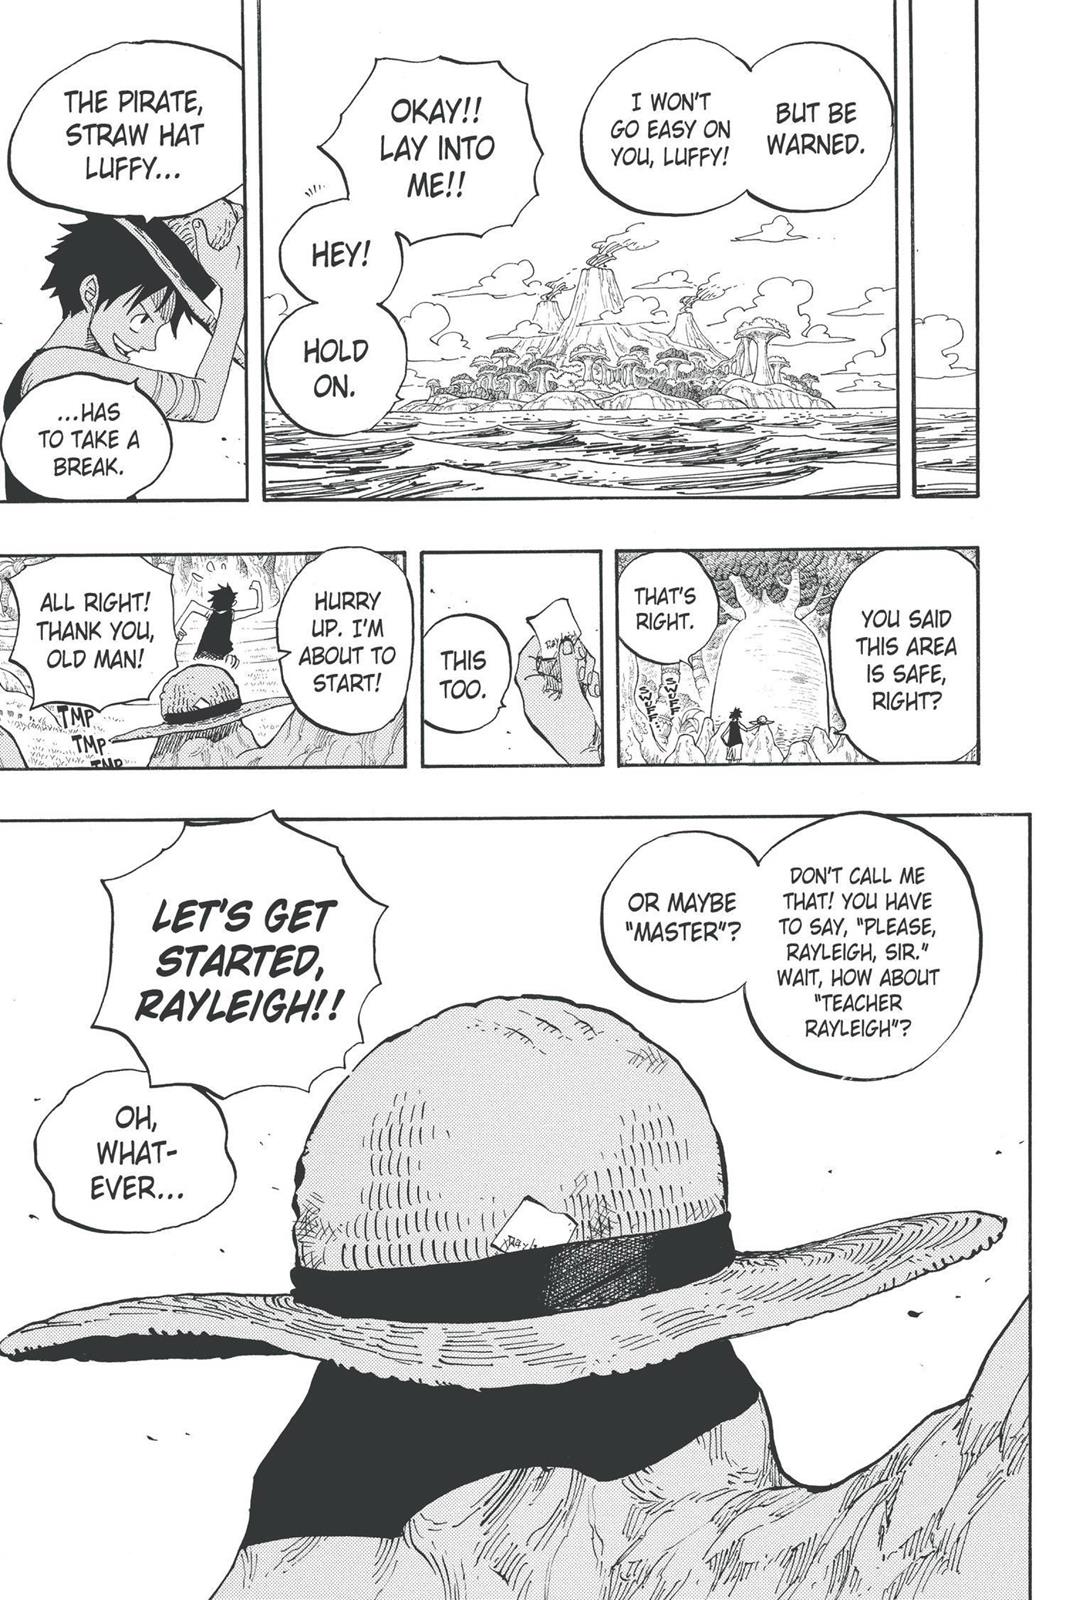 BUT BE
WARNED.
I WON'T
GO EASY ON
YOU, LUFFY!
OKAY!!
LAY INTO
ME!!
HEY!
HOLD
ON.
THE PIRATE,
STRAW HAT
LUFFY...
...HAS
TO TAKE A
BREAK.
YOU SAID
THIS AREA
IS SAFE,
RIGHT?
THAT'S
RIGHT.
SWUFF
SWUFF
THIS
TOO.
HURRY
UP. I'M
ABOUT TO
START!
ALL RIGHT!
THANK YOU,
OLD MAN!
TMP
TMP
TMP
DON'T CALL ME
THAT! YOU HAVE
TO SAY, "PLEASE,
RAYLEIGH, SIR."
WAIT, HOW ABOUT
"TEACHER
RAYLEIGH"?
OR MAYBE
"MASTER"?
LET'S GET
STARTED,
RAYLEIGH!!
OH,
WHAT-
EVER...